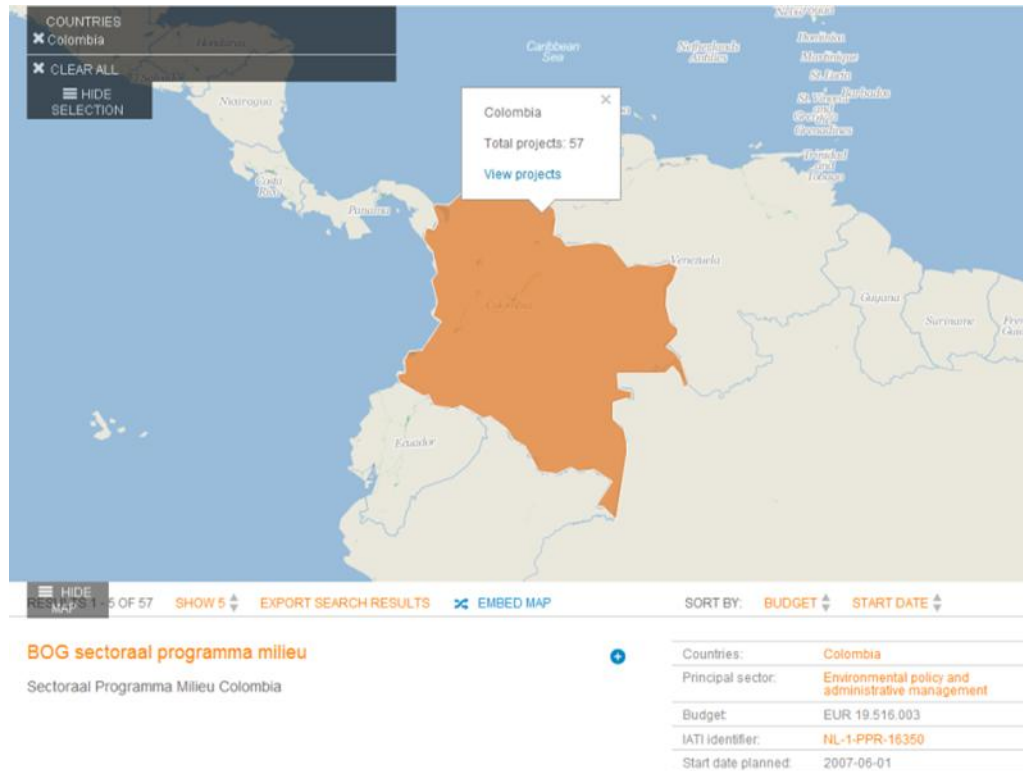 COUNTRIES
✖ Colombia
✖ CLEAR ALL
HIDE
SELECTION
Honduras
Nicaragua
Costa
Rica
Panama
Caribbean
Sea
Netherlands
Antilles
Dominica
Martinique
St. Lucia
St. Vincent
and
Grenadines
Barbados
Trinidad
and
Tobago
Colombia
Total projects: 57
View projects
Venezuela
Guyana
Suriname
Colombia
Ecuador
HIDE
MAP
RESULTS 1 - 5 OF 57 SHOW 5 EXPORT SEARCH RESULTS EMBED MAP SORT BY: BUDGET START DATE
BOG sectoraal programma milieu
Sectoraal Programma Milieu Colombia
Countries: Colombia
Principal sector: Environmental policy and
administrative management
Budget: EUR 19.516.003
IATI identifier: NL-1-PPR-16350
Start date planned: 2007-06-01